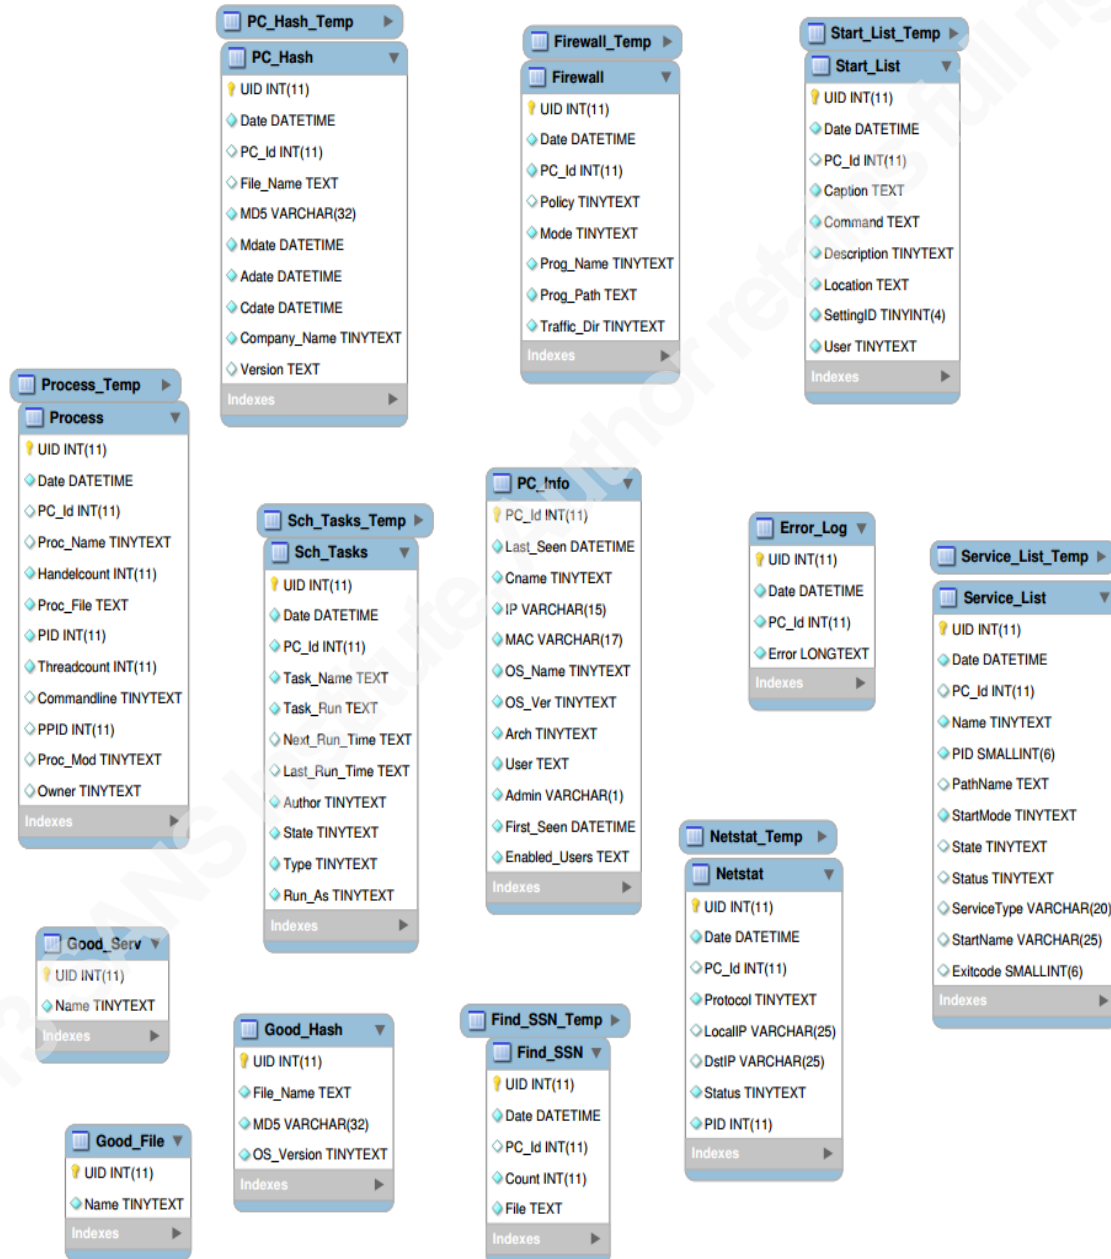 PC_Hash_Temp
PC_Hash
UID INT(11)
Date DATETIME
PC_Id INT(11)
File_Name TEXT
MD5 VARCHAR(32)
Mdate DATETIME
Adate DATETIME
Cdate DATETIME
Company_Name TINYTEXT
Version TEXT
Indexes
Firewall_Temp
Firewall
UID INT(11)
Date DATETIME
PC_Id INT(11)
Policy TINYTEXT
Mode TINYTEXT
Prog_Name TINYTEXT
Prog_Path TEXT
Traffic_Dir TINYTEXT
Indexes
Start_List_Temp
Start_List
UID INT(11)
Date DATETIME
PC_Id INT(11)
Caption TEXT
Command TEXT
Description TINYTEXT
Location TEXT
SettingID TINYINT(4)
User TINYTEXT
Indexes
Process_Temp
Process
UID INT(11)
Date DATETIME
PC_Id INT(11)
Proc_Name TINYTEXT
Handelcount INT(11)
Proc_File TEXT
PID INT(11)
Threadcount INT(11)
Commandline TINYTEXT
PPID INT(11)
Proc_Mod TINYTEXT
Owner TINYTEXT
Indexes
Sch_Tasks_Temp
Sch_Tasks
UID INT(11)
Date DATETIME
PC_Id INT(11)
Task_Name TEXT
Task_Run TEXT
Next_Run_Time TEXT
Last_Run_Time TEXT
Author TINYTEXT
State TINYTEXT
Type TINYTEXT
Run_As TINYTEXT
Indexes
PC_Info
PC_Id INT(11)
Last_Seen DATETIME
Cname TINYTEXT
IP VARCHAR(15)
MAC VARCHAR(17)
OS_Name TINYTEXT
OS_Ver TINYTEXT
Arch TINYTEXT
User TEXT
Admin VARCHAR(1)
First_Seen DATETIME
Enabled_Users TEXT
Indexes
Error_Log
UID INT(11)
Date DATETIME
PC_Id INT(11)
Error LONGTEXT
Indexes
Service_List_Temp
Service_List
UID INT(11)
Date DATETIME
PC_Id INT(11)
Name TINYTEXT
PID SMALLINT(6)
PathName TEXT
StartMode TINYTEXT
State TINYTEXT
Status TINYTEXT
ServiceType VARCHAR(20)
StartName VARCHAR(25)
Exitcode SMALLINT(6)
Indexes
Netstat_Temp
Netstat
UID INT(11)
Date DATETIME
PC_Id INT(11)
Protocol TINYTEXT
LocalIP VARCHAR(25)
DstIP VARCHAR(25)
Status TINYTEXT
PID INT(11)
Indexes
Good_Serv
UID INT(11)
Name TINYTEXT
Indexes
Good_Hash
UID INT(11)
File_Name TEXT
MD5 VARCHAR(32)
OS_Version TINYTEXT
Indexes
Find_SSN_Temp
Find_SSN
UID INT(11)
Date DATETIME
PC_Id INT(11)
Count INT(11)
File TEXT
Indexes
Good_File
UID INT(11)
Name TINYTEXT
Indexes
13 SANS Institute, Author retains full rig